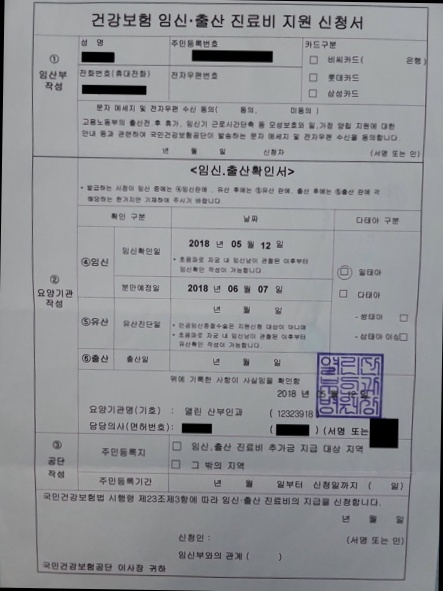 건강보험 임신·출산 진료비 지원 신청서
① 임산부 작성
성 명
주민등록번호
카드구분
□ 비씨카드( 은행)
□ 롯데카드
□ 삼성카드
전화번호(휴대전화)
전자우편번호
문자 메세지 및 전자우편 수신 동의( 동의, 미동의 )
고용노동부의 출산전.후 휴가, 임신기 근로시간단축 등 모성보호와 일,가정 양립 지원에 대한
안내 등과 관련하여 국민건강보험공단이 발송하는 문자 메세지 및 전자우편 수신을 동의합니다.
년 월 일 신청자 (서명 또는 인)
② 요양기관 작성
<임신.출산확인서>
* 발급하는 시점이 임신 중에는 ④임신란에, 유산 후에는 ⑤유산 란에, 출산 후에는 ⑥출산 란에 각
해당하는 한가지만 기재하여 주시기 바랍니다.
확인 구분
날짜
다태아 구분
④임신
임신확인일
2018 년 05 월 12 일
* 초음파로 자궁 내 임신낭이 관찰된 이후부터
임신확인 작성이 가능합니다
분만예정일
2018 년 06 월 07 일
□ 일태아
□ 다태아
- 쌍태아 □
- 삼태아 이상□
⑤유산
유산진단일
년 월 일
* 인공임신중절수술은 지원신청 대상이 아니며
* 초음파로 자궁 내 임신낭이 관찰된 이후부터
유산확인 작성이 가능합니다.
⑥출산
출산일
년 월 일
위에 기록한 사항이 사실임을 확인함
2018 년 월 12 일
요양기관명(기호) : 열린 산부인과 ( 12323918
담당의사(면허번호): ( ) (서명 또는
③ 공단 작성
주민등록지
□ 임신.출산 진료비 추가금 지급 대상 지역
□ 그 밖의 지역
주민등록기간
년 월 일부터 신청일까지 ( 일)
국민건강보험법 시행령 제23조제3항에 따라 임신·출산 진료비의 지급을 신청합니다.
년 월 일
신청인 : (서명 또는 인)
임산부와의 관계 ( )
국민건강보험공단 이사장 귀하